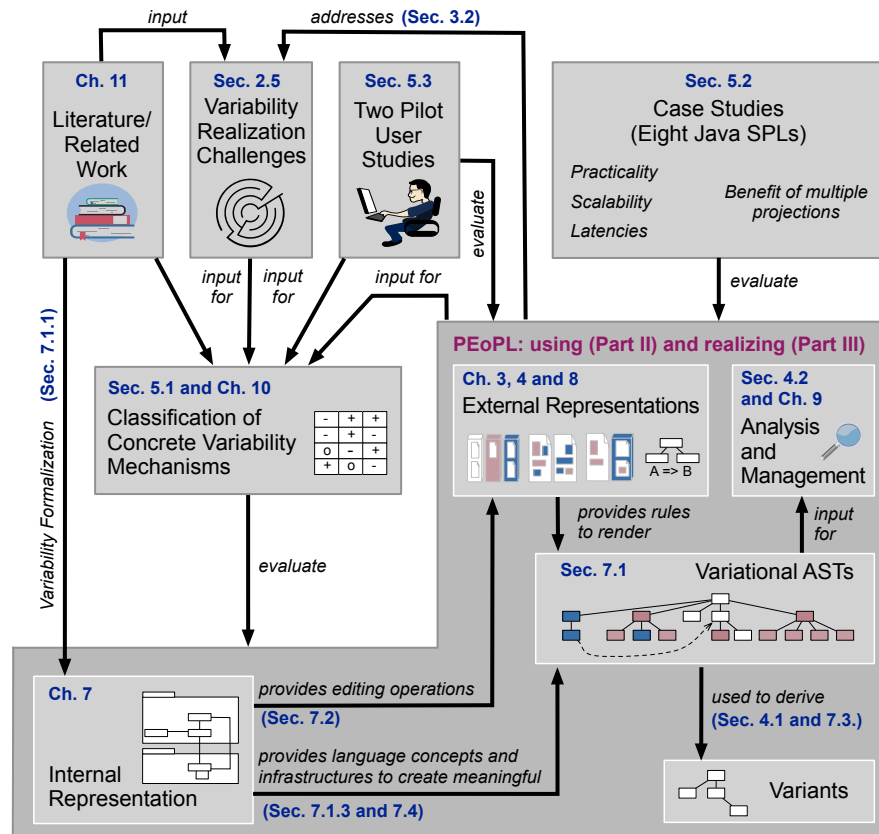 input
addresses (Sec. 3.2)
Ch. 11
Literature/
Related
Work
Sec. 2.5
Variability
Realization
Challenges
Sec. 5.3
Two Pilot
User
Studies
Sec. 5.2
Case Studies
(Eight Java SPLs)
Practicality
Scalability
Latencies
Benefit of multiple
projections
evaluate
input
for
input
for
input for
evaluate
Variability Formalization (Sec. 7.1.1)
PEoPL: using (Part II) and realizing (Part III)
Sec. 5.1 and Ch. 10
Classification of
Concrete Variability
Mechanisms
- + +
- + -
o - +
+ o -
Ch. 3, 4 and 8
External Representations
A => B
Sec. 4.2
and Ch. 9
Analysis
and
Management
provides rules
to render
input
for
evaluate
Sec. 7.1
Variational ASTs
Ch. 7
Internal
Representation
provides editing operations
(Sec. 7.2)
provides language concepts and
infrastructures to create meaningful
(Sec. 7.1.3 and 7.4)
used to derive
(Sec. 4.1 and 7.3.)
Variants